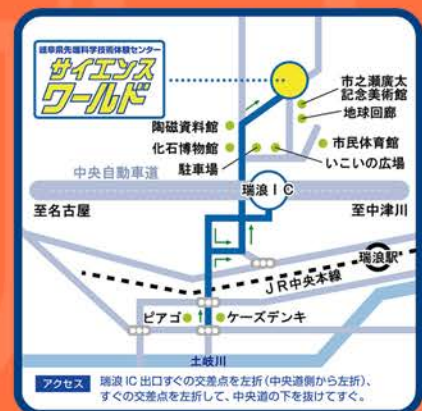 岐阜県先端科学技術体験センター
サイエンス
ワールド
市之瀬廣太
記念美術館
地球回廊
陶磁資料館
化石博物館
駐車場
市民体育館
いこいの広場
中央自動車道
瑞浪IC
至名古屋
至中津川
瑞浪駅
JR中央本線
ピアゴ
ケーズデンキ
土岐川
アクセス
瑞浪IC出口すぐの交差点を左折(中央道側から左折)、
すぐの交差点を左折して、中央道の下を抜けてすぐ。